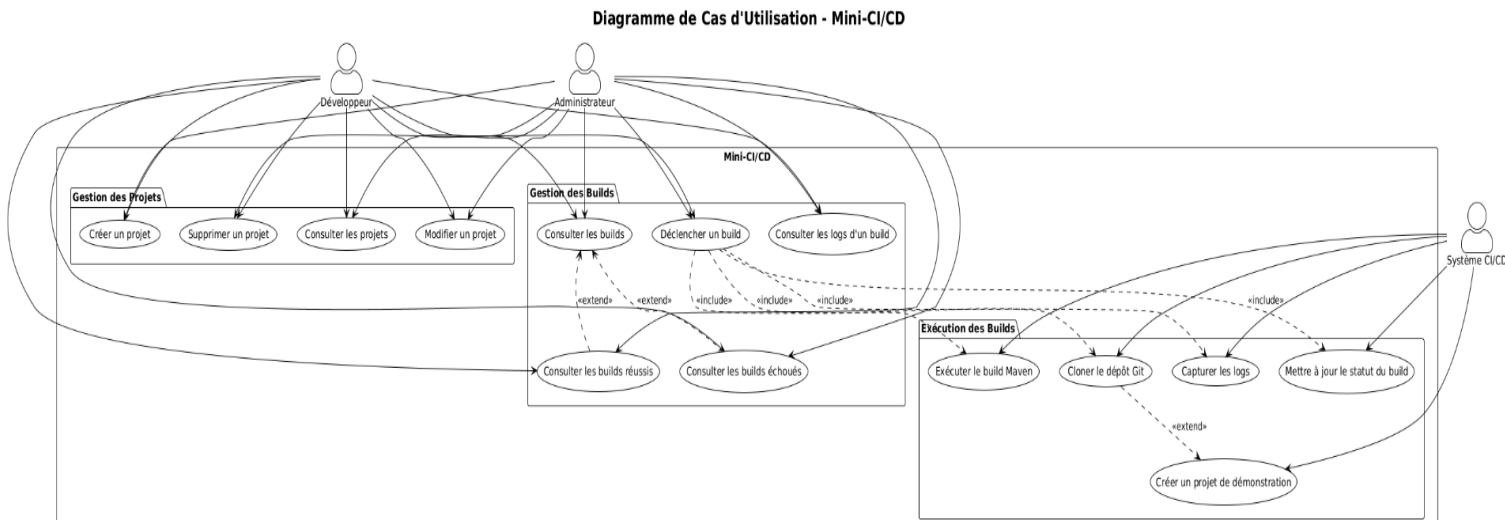 Diagramme de Cas d'Utilisation - Mini-CI/CD
Développeur
Administrateur
Mini-CI/CD
Gestion des Projets
Gestion des Builds
Créer un projet
Supprimer un projet
Consulter les projets
Modifier un projet
Consulter les builds
Déclencher un build
Consulter les logs d'un build
Système CI/CD
«extend»
«extend»
«include»
«include»
«include»
«include»
Exécution des Builds
Consulter les builds réussis
Consulter les builds échoués
Exécuter le build Maven
Cloner le dépôt Git
Capturer les logs
Mettre à jour le statut du build
«extend»
Créer un projet de démonstration